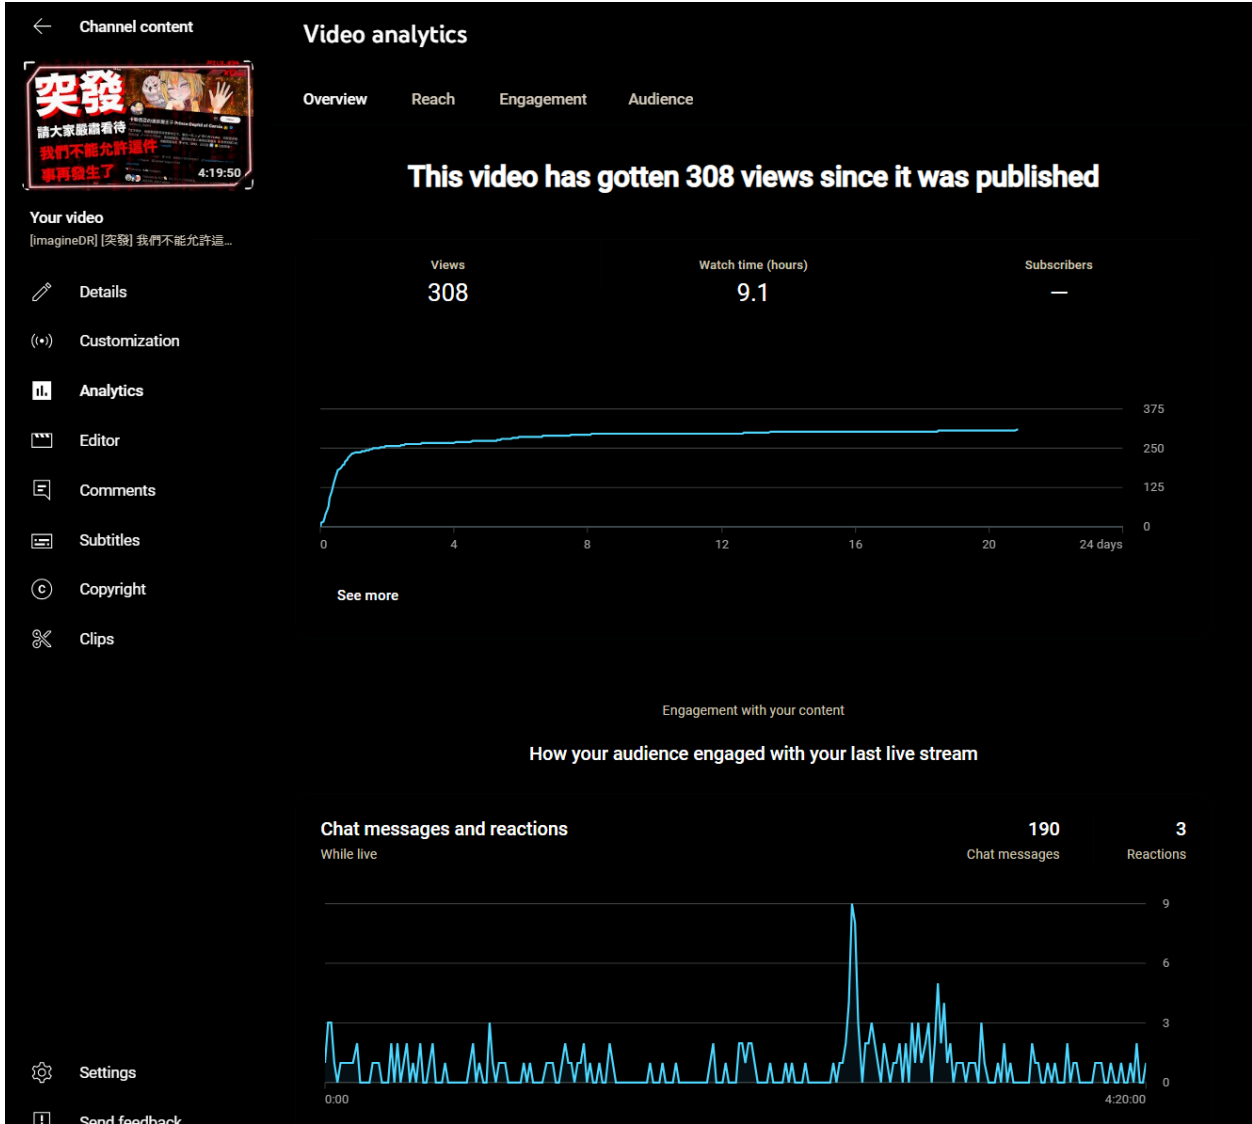 Channel content
突發
請大家嚴肅看待
我們不能允許這件
事再發生了
4:19:50
Your video
[imagineDR] [突發] 我們不能允許這...
Details
Customization
Analytics
Editor
Comments
Subtitles
Copyright
Clips
Settings
Send feedback
Video analytics
Overview Reach Engagement Audience
This video has gotten 308 views since it was published
Views Watch time (hours) Subscribers
308 9.1 —
375
250
125
0
0 4 8 12 16 20 24 days
See more
Engagement with your content
How your audience engaged with your last live stream
Chat messages and reactions 190 3
While live Chat messages Reactions
9
6
3
0
0:00 4:20:00